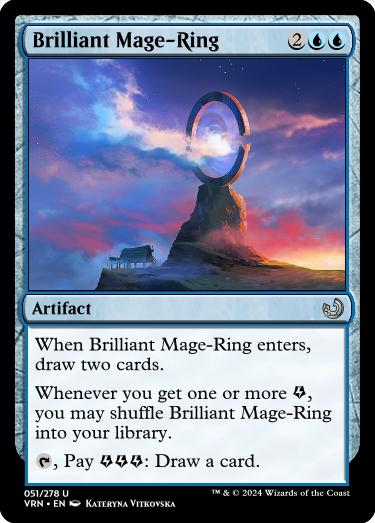 Brilliant Mage-Ring 2
Artifact
When Brilliant Mage-Ring enters,
draw two cards.
Whenever you get one or more ,
you may shuffle Brilliant Mage-Ring
into your library.
, Pay : Draw a card.
051/278 U
VRN • EN KATERYNA VITKOVSKA
™ & © 2024 Wizards of the Coast